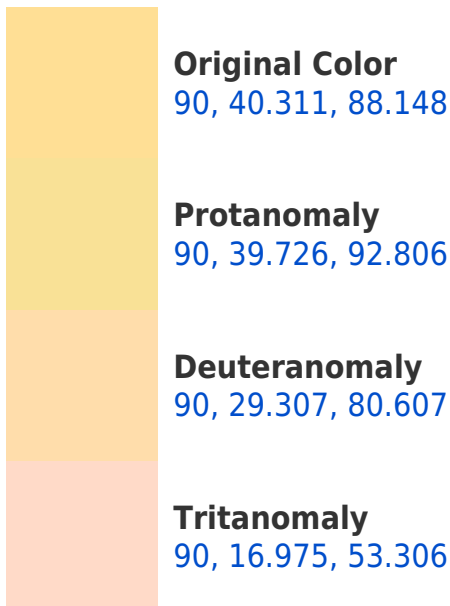 Original Color
90, 40.311, 88.148
Protanomaly
90, 39.726, 92.806
Deuteranomaly
90, 29.307, 80.607
Tritanomaly
90, 16.975, 53.306